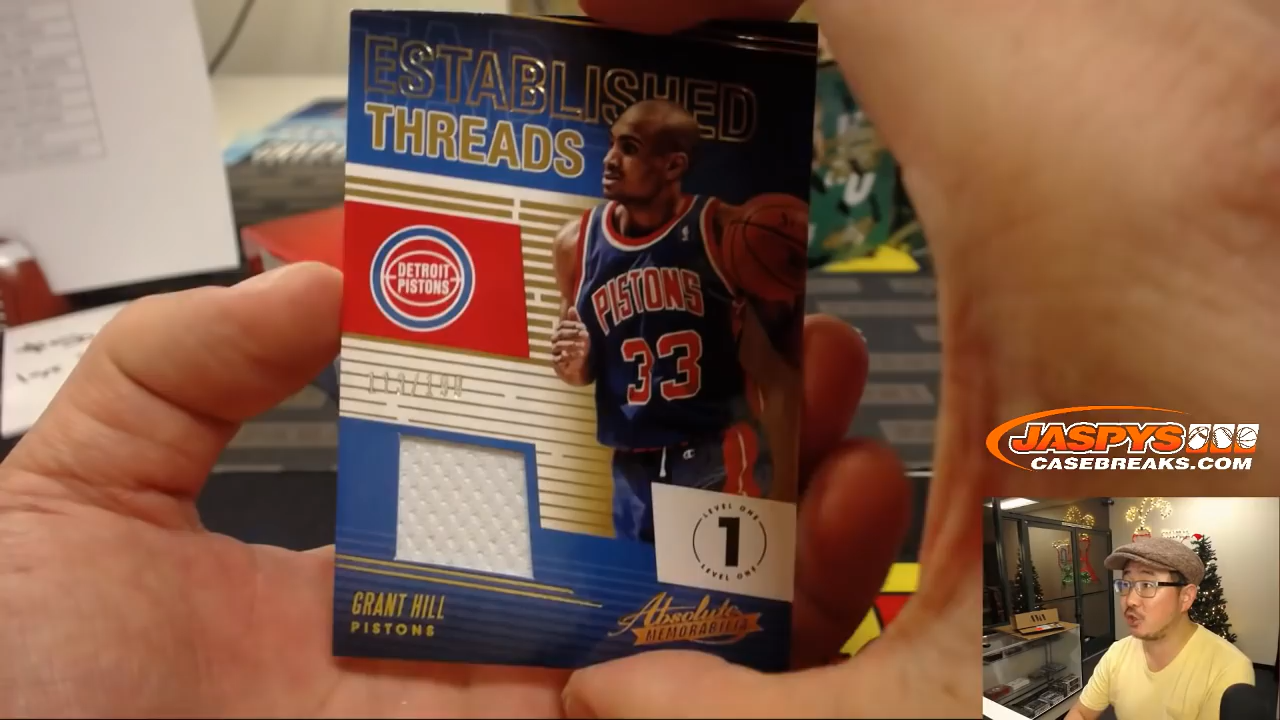 ESTABLISHED
THREADS
DETROIT
PISTONS
PISTONS
33
LEVEL ONE
1
LEVEL ONE
GRANT HILL
PISTONS
Absolute
MEMORABILIA
JASPYS
CASEBREAKS.COM